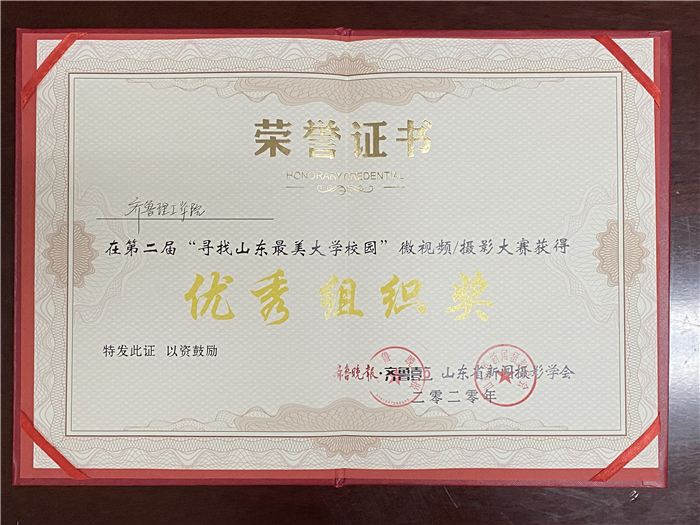 荣誉证书
HONORARY CREDENTIAL
齐鲁理工学院
在第二届“寻找山东最美大学校园”微视频/摄影大赛获得
优秀组织奖
特发此证 以资鼓励
齐鲁晚报·齐鲁壹点 山东省新闻摄影学会
二零二零年